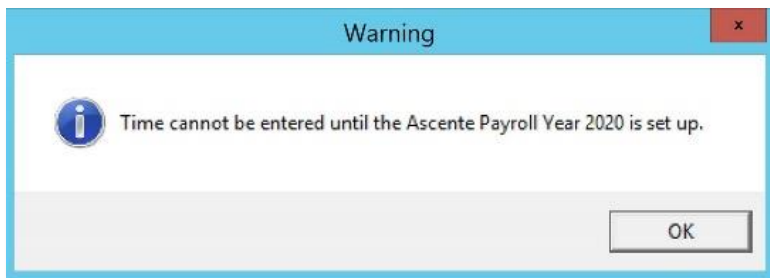 Warning
x
Time cannot be entered until the Ascente Payroll Year 2020 is set up.
OK